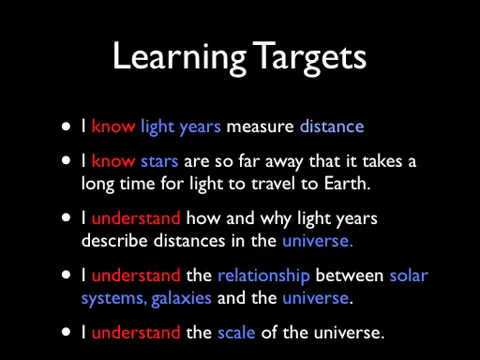 Learning Targets
• I know light years measure distance
• I know stars are so far away that it takes a
long time for light to travel to Earth.
• I understand how and why light years
describe distances in the universe.
• I understand the relationship between solar
systems, galaxies and the universe.
• I understand the scale of the universe.